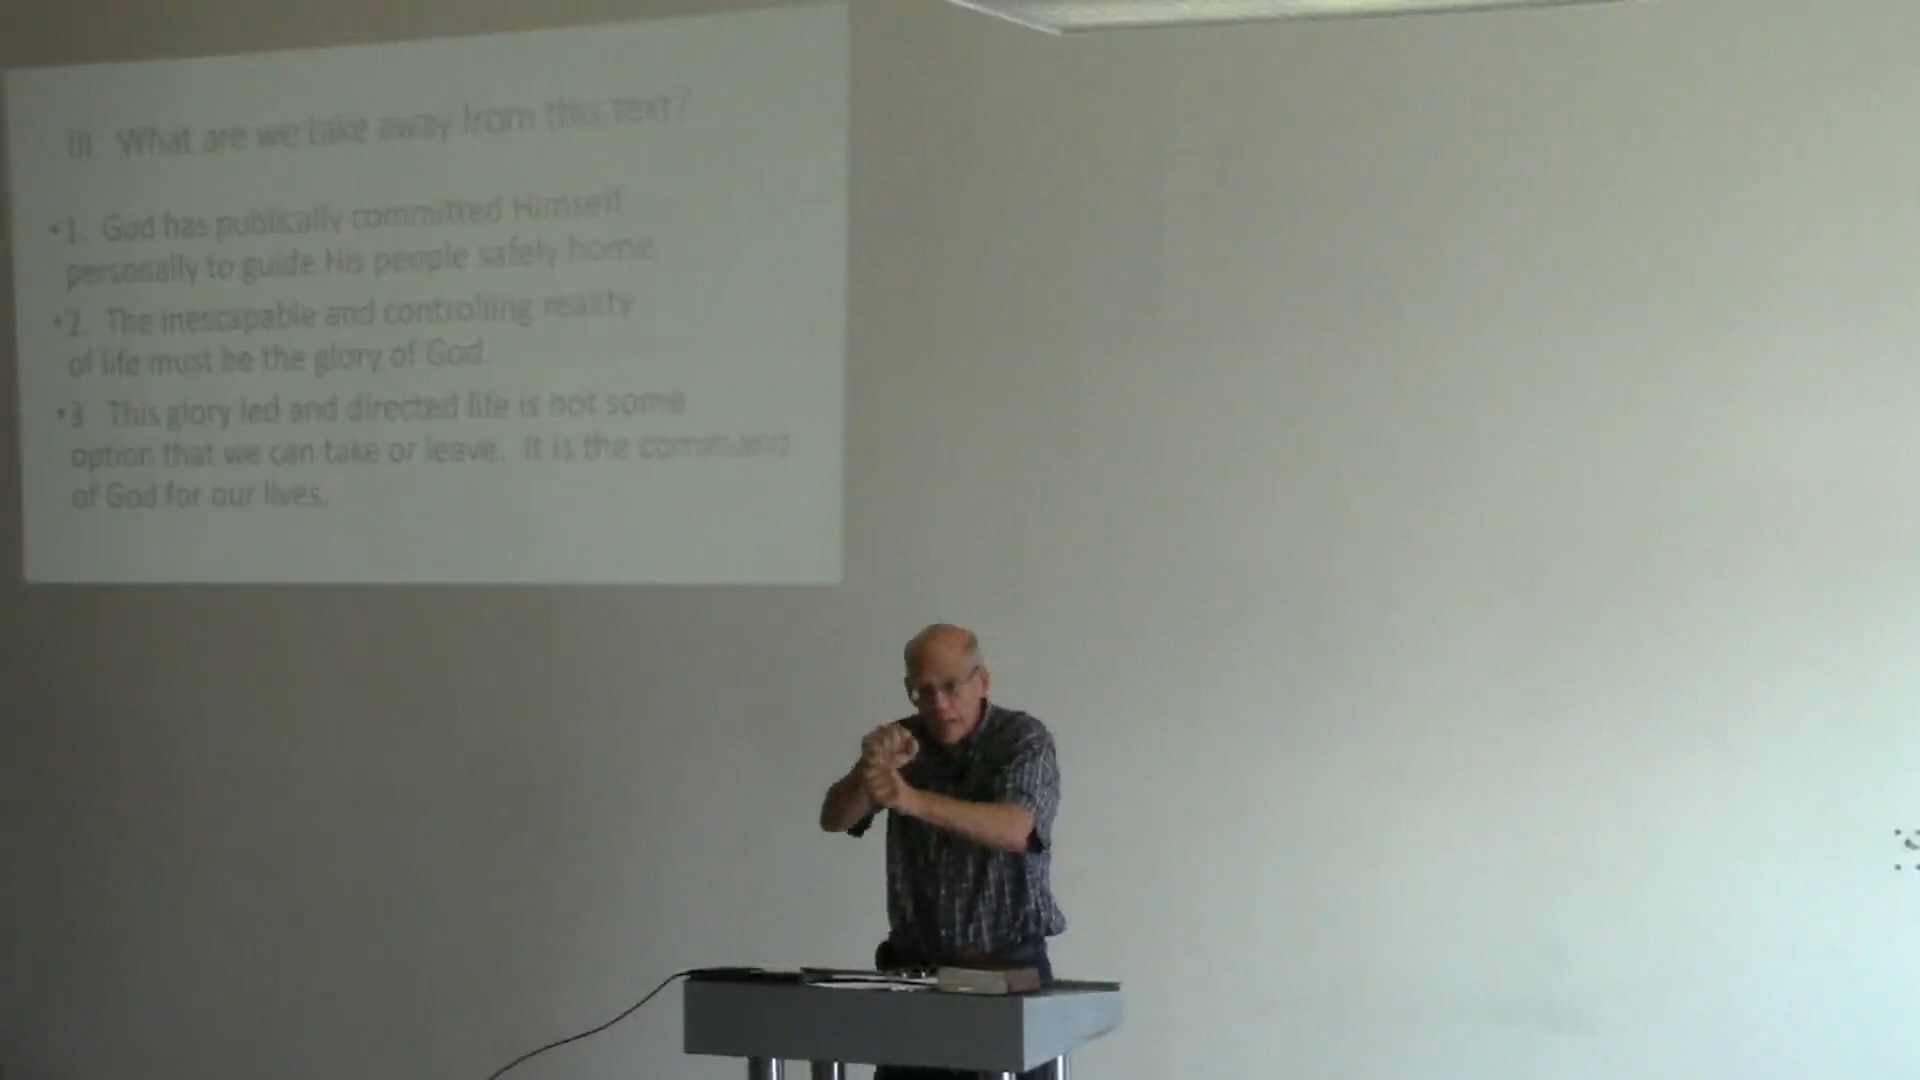 III. What are we take away from this text?
•1. God has publically committed Himself
personally to guide His people safely home.
•2. The inescapable and controlling reality
of life must be the glory of God.
•3 This glory led and directed life is not some
option that we can take or leave. It is the command
of God for our lives.